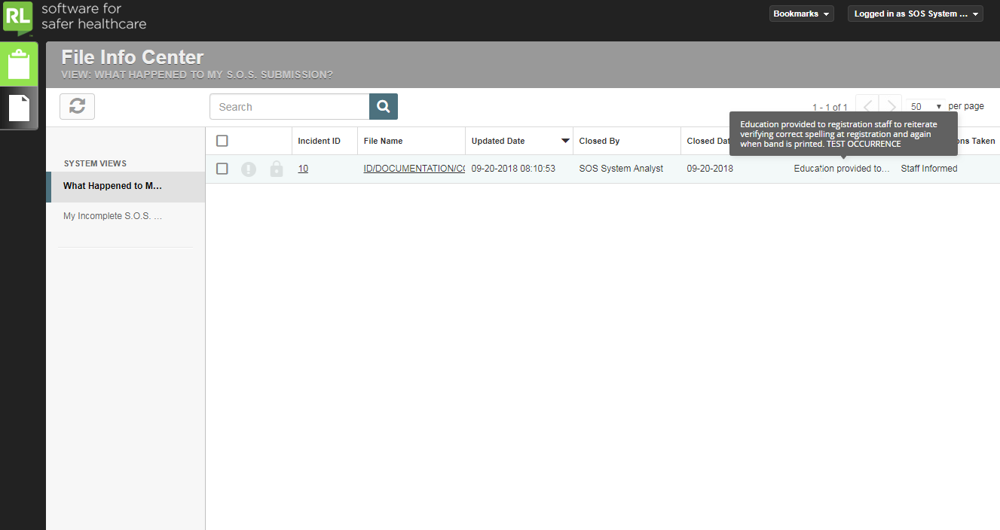 RL
software for
safer healthcare
Bookmarks
Logged in as SOS System ...
File Info Center
VIEW: WHAT HAPPENED TO MY S.O.S. SUBMISSION?
Search
1 - 1 of 1
50
per page
Education provided to registration staff to reiterate
verifying correct spelling at registration and again
when band is printed. TEST OCCURRENCE
Incident ID
File Name
Updated Date
Closed By
Closed Dat
ons Taken
SYSTEM VIEWS
What Happened to M...
My Incomplete S.O.S. ...
10
ID/DOCUMENTATION/CO
09-20-2018 08:10:53
SOS System Analyst
09-20-2018
Education provided to...
Staff Informed